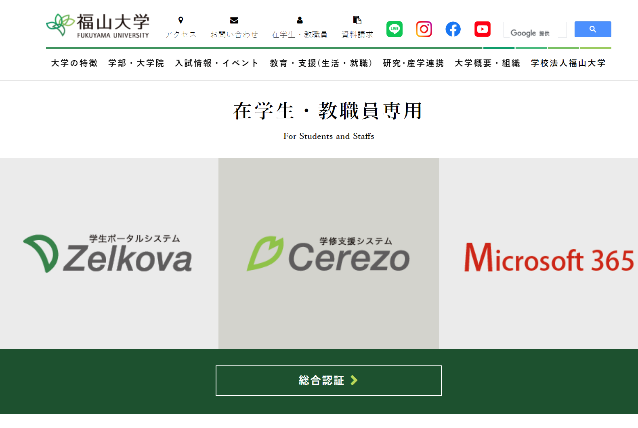 福山大学
FUKUYAMA UNIVERSITY
アクセス
お問い合わせ
在学生・教職員
資料請求
LINE
Google 提供
大学の特徴 学部・大学院 入試情報・イベント 教育・支援(生活・就職) 研究・産学連携 大学概要・組織 学校法人福山大学
在学生・教職員専用
For Students and Staffs
学生ポータルシステム
Zelkova
学修支援システム
Cerezo
Microsoft 365
総合認証